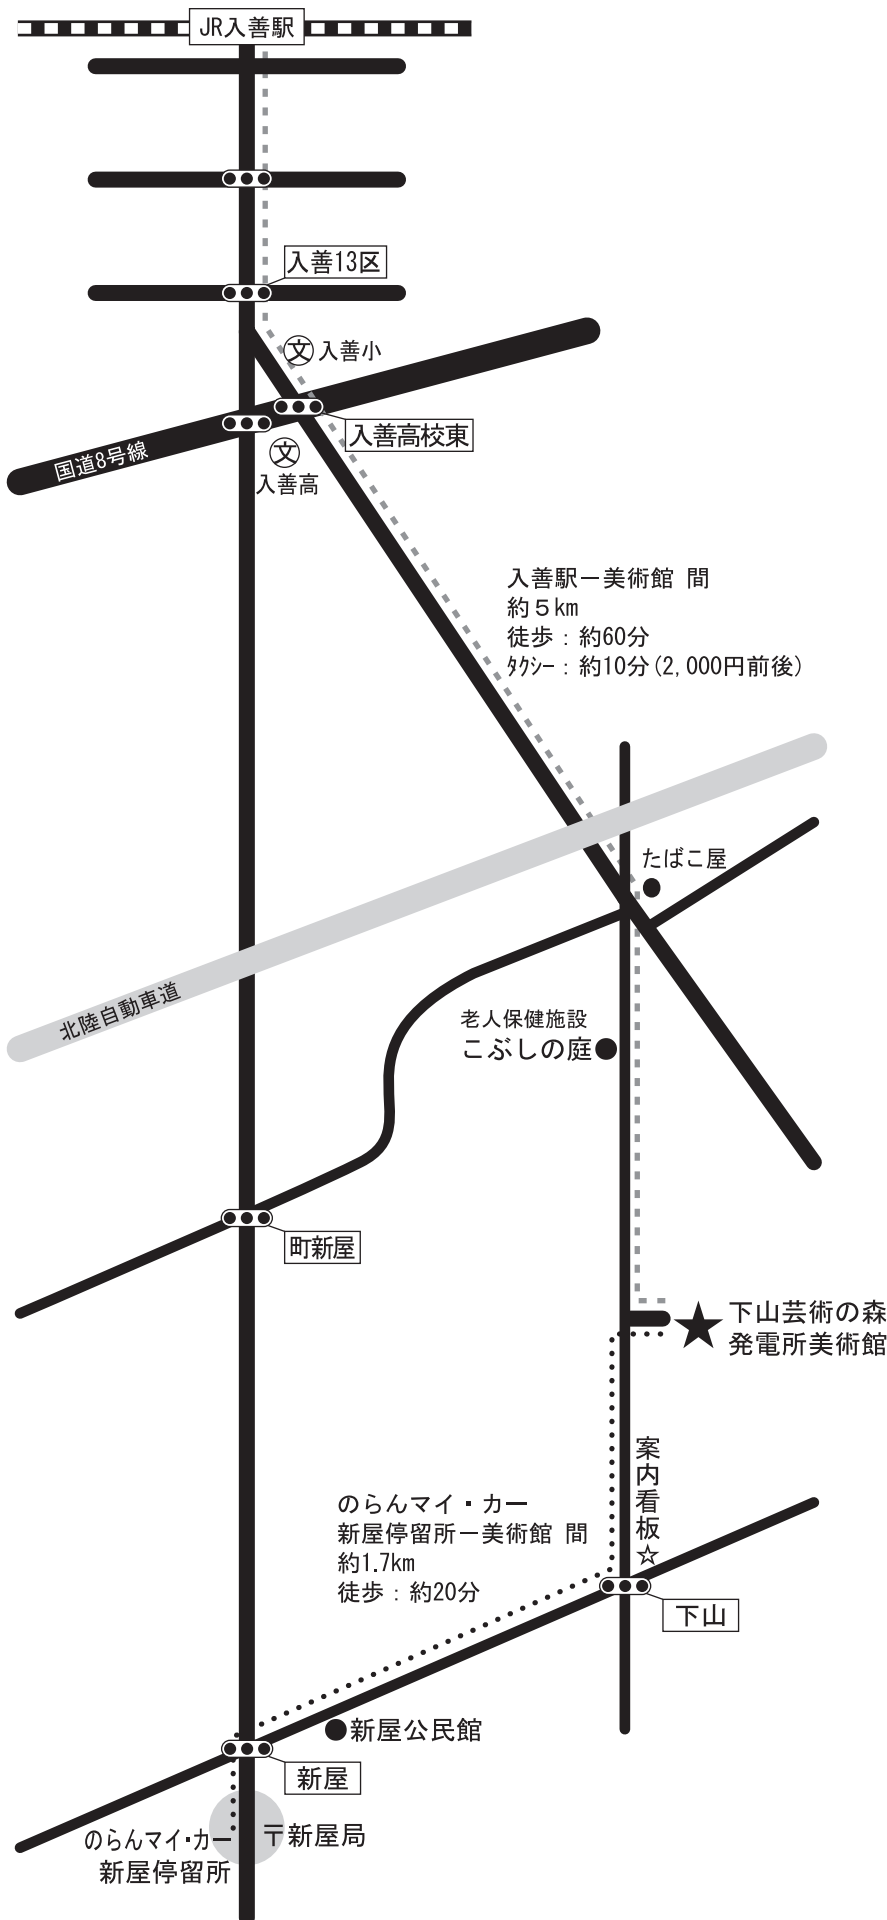 JR入善駅
入善13区
文 入善小
入善高校東
国道8号線
文
入善高
入善駅－美術館 間
約５km
徒歩：約60分
ﾀｸｼｰ：約10分(2,000円前後)
たばこ屋
北陸自動車道
老人保健施設
こぶしの庭
町新屋
下山芸術の森
発電所美術館
案内看板☆
のらんマイ・カー
新屋停留所－美術館 間
約1.7km
徒歩：約20分
下山
新屋公民館
新屋
のらんマイ・カー
新屋停留所
〒新屋局